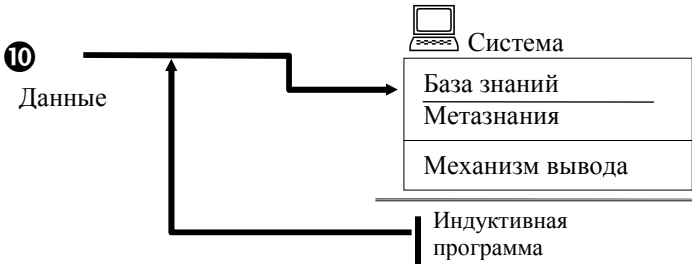 Система
❿
База знаний
Данные
Метазнания
Механизм вывода
Индуктивная
программа